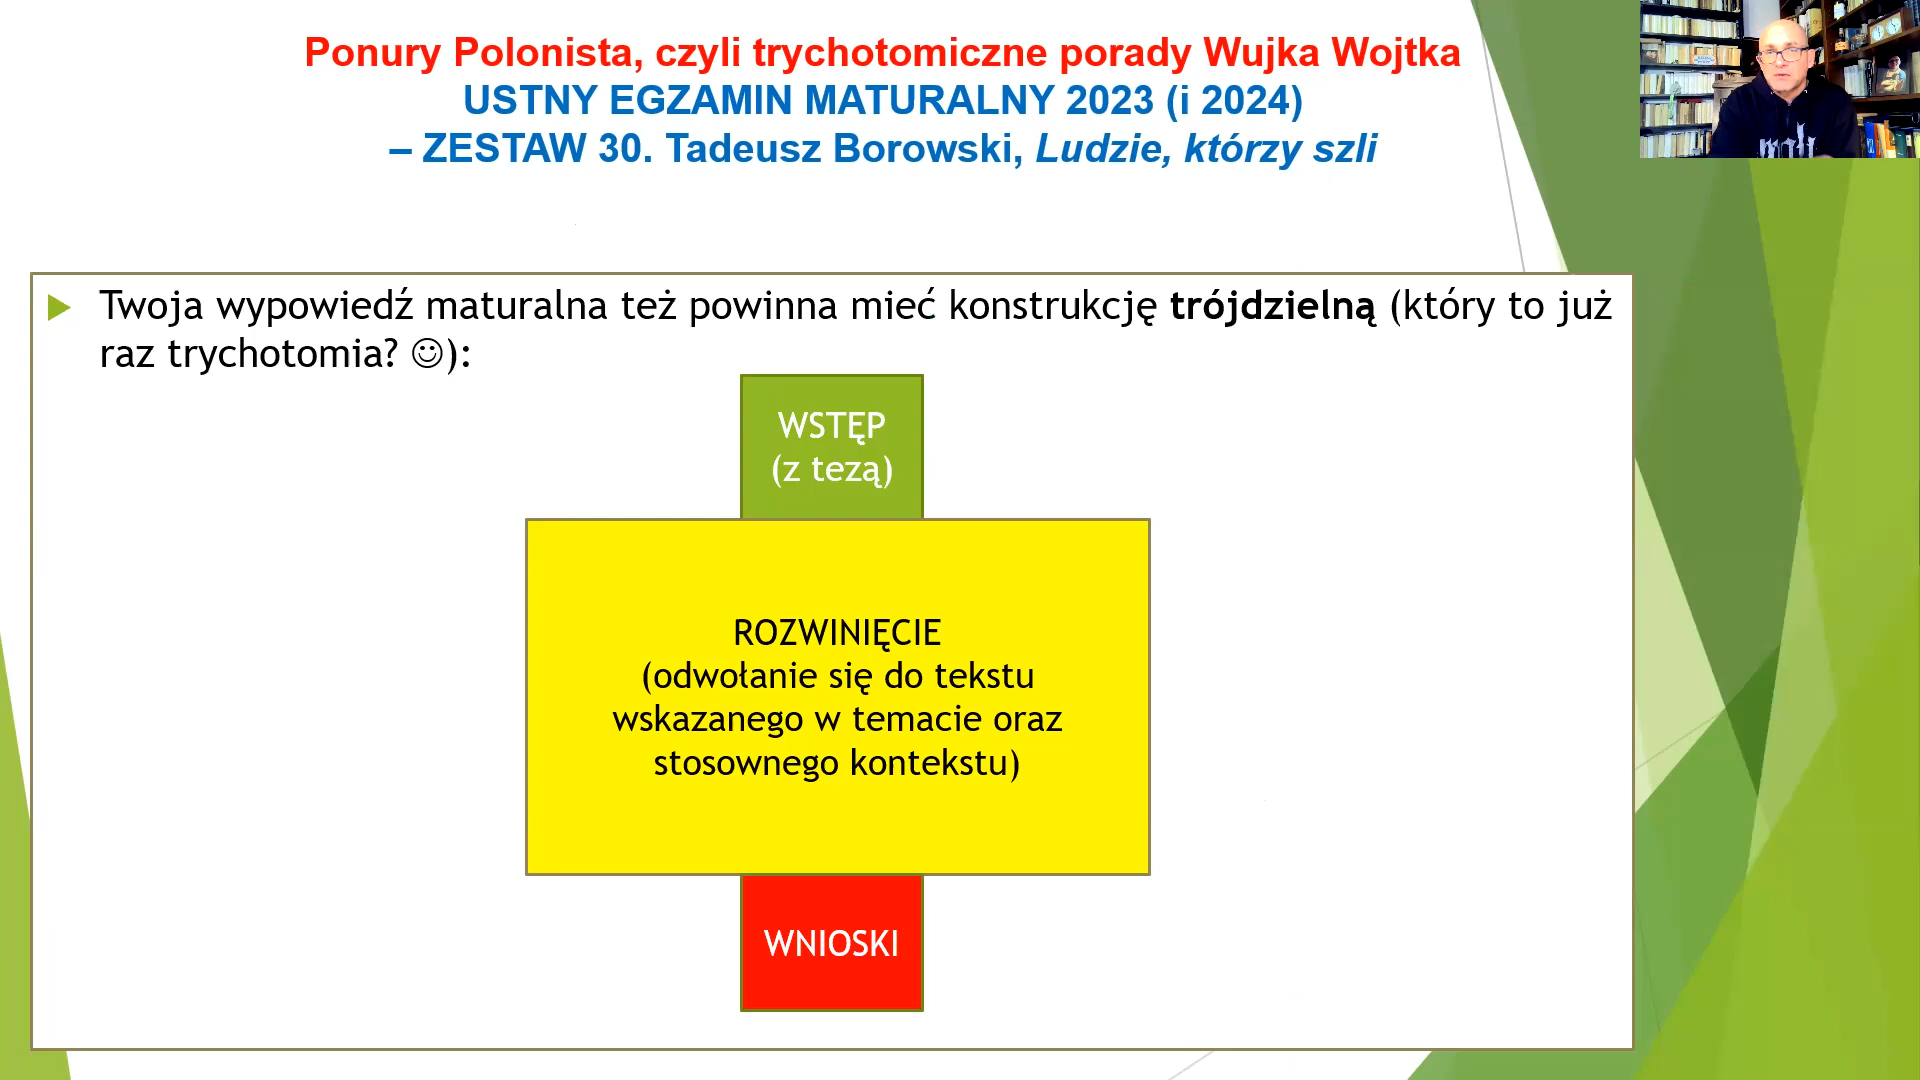 Ponury Polonista, czyli trychotomiczne porady Wujka Wojtka
USTNY EGZAMIN MATURALNY 2023 (i 2024)
– ZESTAW 30. Tadeusz Borowski, Ludzie, którzy szli
Twoja wypowiedź maturalna też powinna mieć konstrukcję trójdzielną (który to już
raz trychotomia? ☺):
WSTĘP
(z tezą)
ROZWINIĘCIE
(odwołanie się do tekstu
wskazanego w temacie oraz
stosownego kontekstu)
WNIOSKI